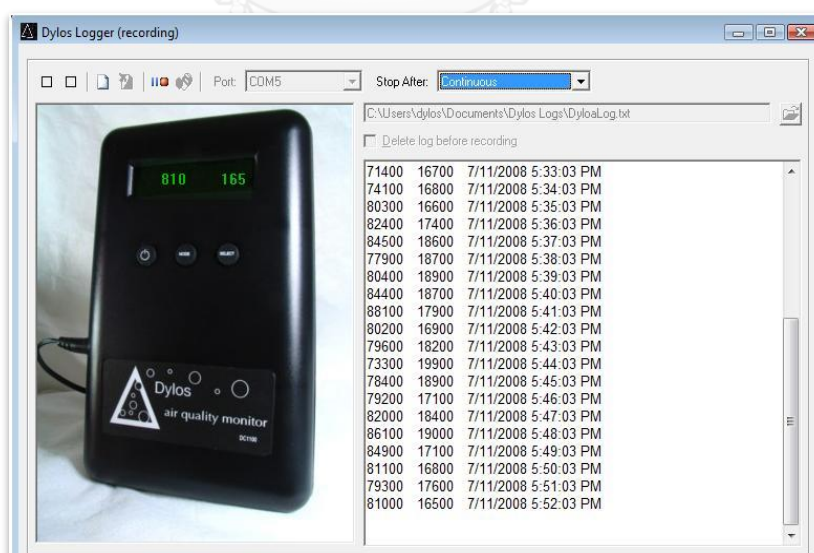 Dylos Logger (recording)
Port: COM5 Stop After: Continuous
C:\Users\dylos\Documents\Dylos Logs\DyloaLog.txt
Delete log before recording
810 165
MODE SELECT
Dylos
air quality monitor
DC1100
71400 16700 7/11/2008 5:33:03 PM
74100 16800 7/11/2008 5:34:03 PM
80300 16600 7/11/2008 5:35:03 PM
82400 17400 7/11/2008 5:36:03 PM
84500 18600 7/11/2008 5:37:03 PM
77900 18700 7/11/2008 5:38:03 PM
80400 18900 7/11/2008 5:39:03 PM
84400 18700 7/11/2008 5:40:03 PM
88100 17900 7/11/2008 5:41:03 PM
80200 16900 7/11/2008 5:42:03 PM
79600 18200 7/11/2008 5:43:03 PM
73300 19900 7/11/2008 5:44:03 PM
78400 18900 7/11/2008 5:45:03 PM
79200 17100 7/11/2008 5:46:03 PM
82000 18400 7/11/2008 5:47:03 PM
86100 19000 7/11/2008 5:48:03 PM
84900 17100 7/11/2008 5:49:03 PM
81100 16800 7/11/2008 5:50:03 PM
79300 17600 7/11/2008 5:51:03 PM
81000 16500 7/11/2008 5:52:03 PM